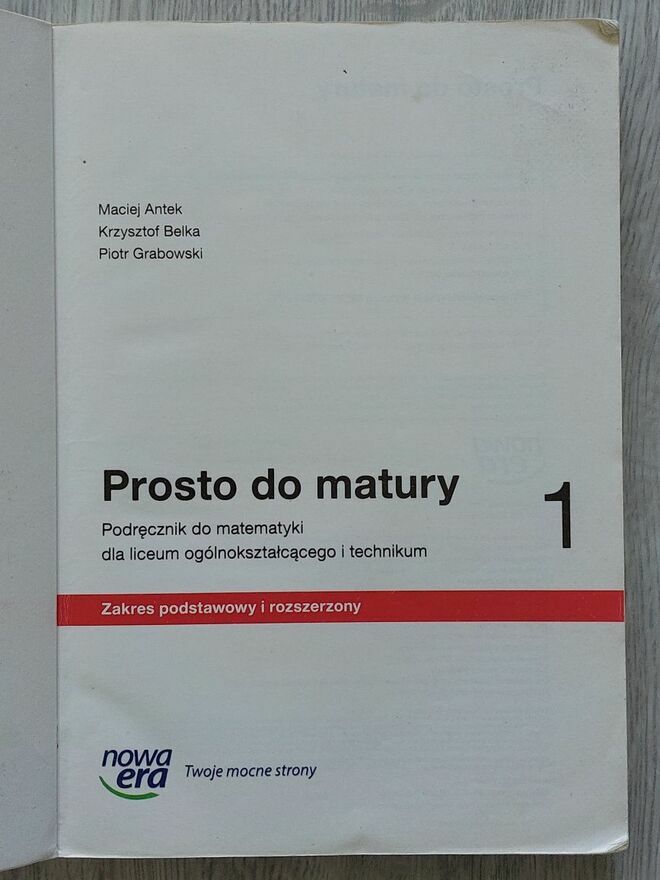 Maciej Antek
Krzysztof Belka
Piotr Grabowski
Prosto do matury
1
Podręcznik do matematyki
dla liceum ogólnokształcącego i technikum
Zakres podstawowy i rozszerzony
nowa
era
Twoje mocne strony